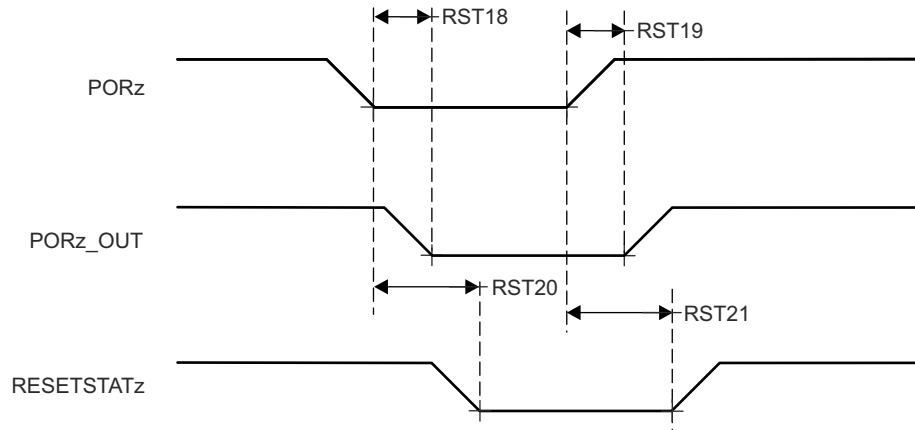 RST18
RST19
PORz
PORz_OUT
RST20
RST21
RESETSTATz